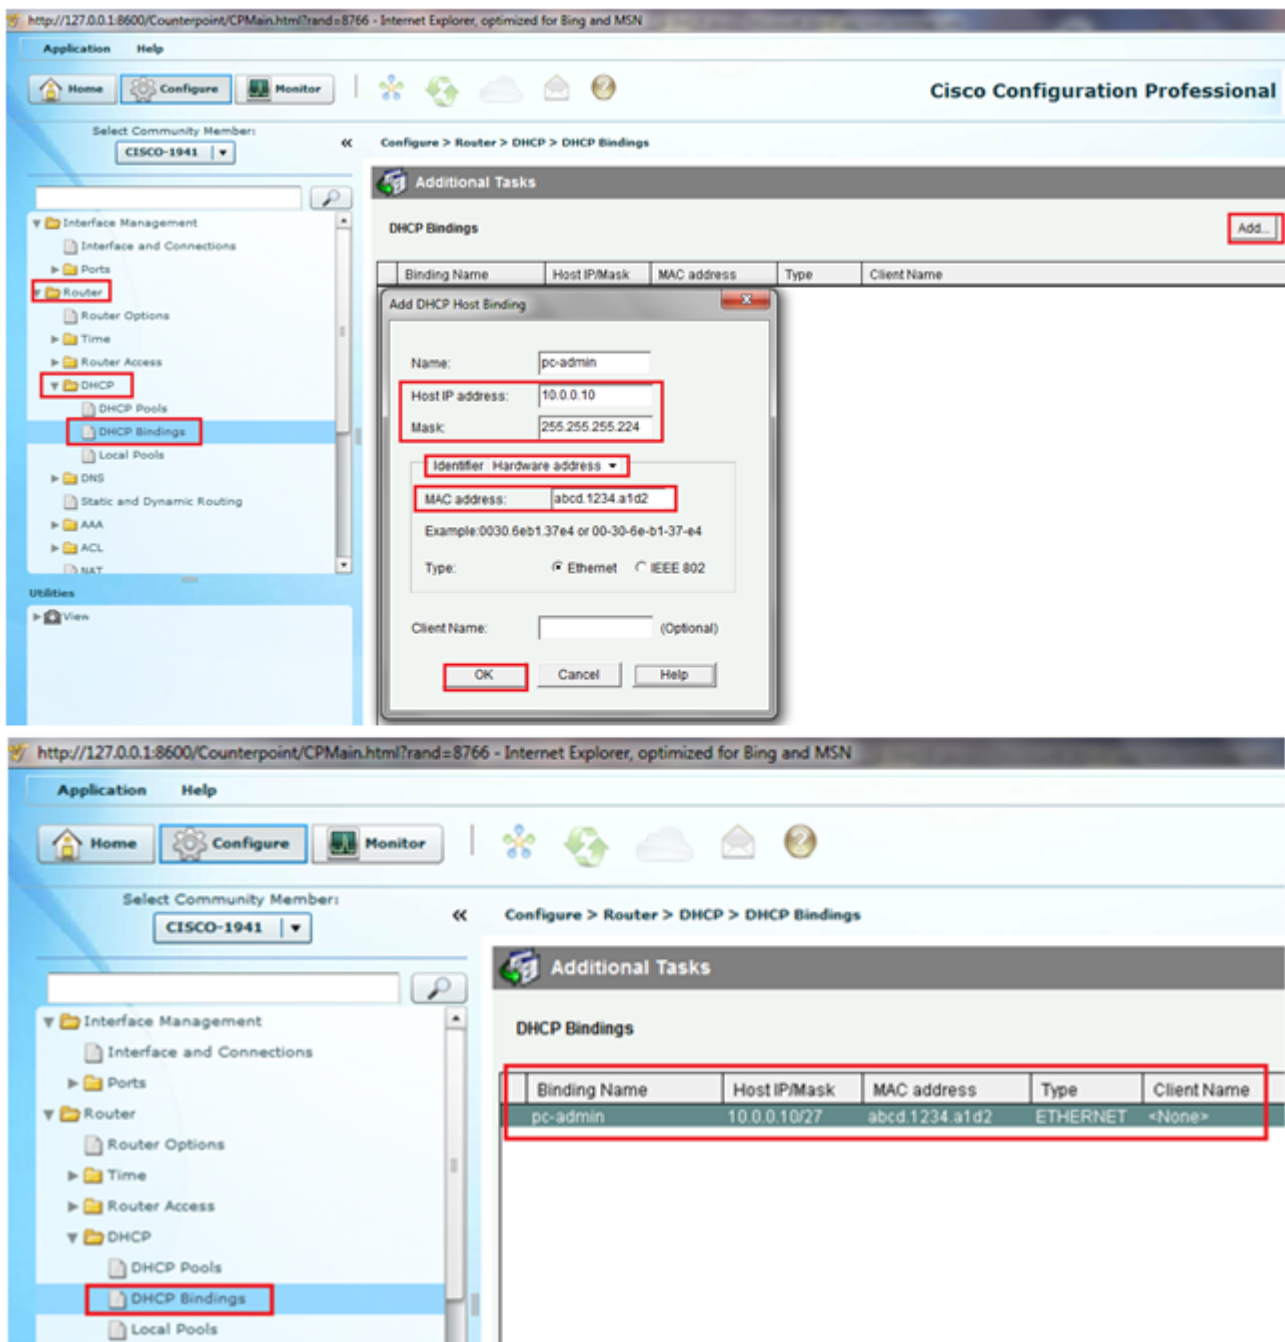 http://127.0.0.1:8600/Counterpoint/CPMain.html?rand=8766 - Internet Explorer, optimized for Bing and MSN
Application Help
Home Configure Monitor
Cisco Configuration Professional
Select Community Member:
CISCO-1941
« Configure > Router > DHCP > DHCP Bindings
Additional Tasks
Interface Management
Interface and Connections
Ports
Router
Router Options
Time
Router Access
DHCP
DHCP Pools
DHCP Bindings
Local Pools
DNS
Static and Dynamic Routing
AAA
ACL
NAT
Utilities
View
DHCP Bindings
Add...
Binding Name Host IP/Mask MAC address Type Client Name
Add DHCP Host Binding
Name: pc-admin
Host IP address: 10.0.0.10
Mask: 255.255.255.224
Identifier Hardware address
MAC address: abcd.1234.a1d2
Example:0030.6eb1.37e4 or 00-30-6e-b1-37-e4
Type: Ethernet IEEE 802
Client Name: (Optional)
OK Cancel Help
http://127.0.0.1:8600/Counterpoint/CPMain.html?rand=8766 - Internet Explorer, optimized for Bing and MSN
Application Help
Home Configure Monitor
Select Community Member:
CISCO-1941
« Configure > Router > DHCP > DHCP Bindings
Additional Tasks
Interface Management
Interface and Connections
Ports
Router
Router Options
Time
Router Access
DHCP
DHCP Pools
DHCP Bindings
Local Pools
DHCP Bindings
Binding Name Host IP/Mask MAC address Type Client Name
pc-admin 10.0.0.10/27 abcd.1234.a1d2 ETHERNET <None>